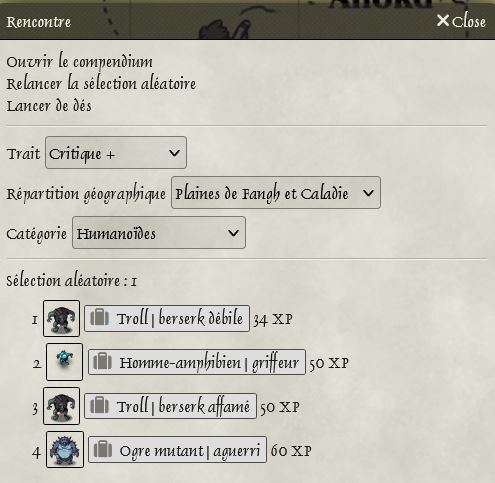 Rencontre
×Close
Ouvrir le compendium
Relancer la sélection aléatoire
Lancer de dés
Trait Critique +
Répartition géographique Plaines de Fangh et Caladie
Catégorie Humanoïdes
Sélection aléatoire : 1
1 Troll | berserk débile 34 XP
2 Homme-amphibien | griffeur 50 XP
3 Troll | berserk affamé 50 XP
4 Ogre mutant | aguerri 60 XP